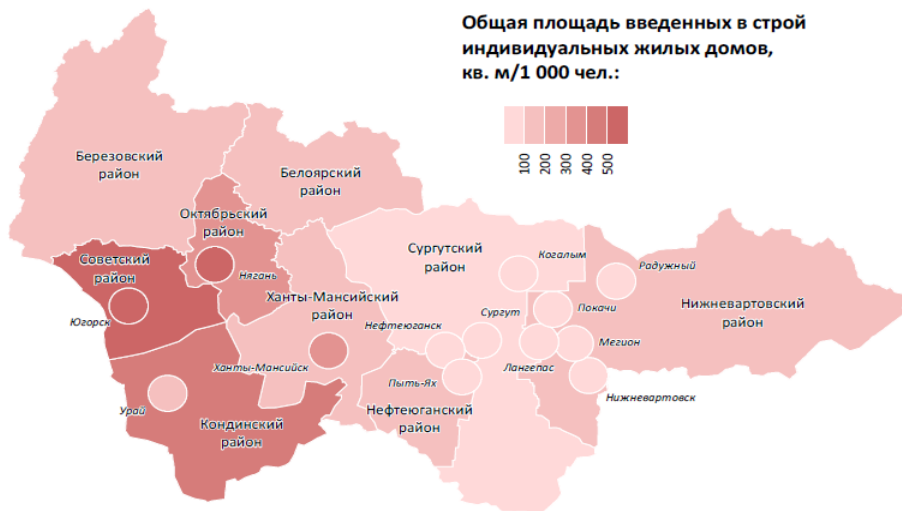 Общая площадь введенных в строй
индивидуальных жилых домов,
кв. м/1 000 чел.:
100
200
300
400
500
Березовский
район
Белоярский
район
Октябрьский
район
Советский
район
Нягань
Югорск
Ханты-Мансийский
район
Сургутский
район
Когалым
Радужный
Нижневартовский
район
Покачи
Сургут
Нефтеюганск
Мегион
Ханты-Мансийск
Лангепас
Пыть-Ях
Нижневартовск
Урай
Нефтеюганский
район
Кондинский
район